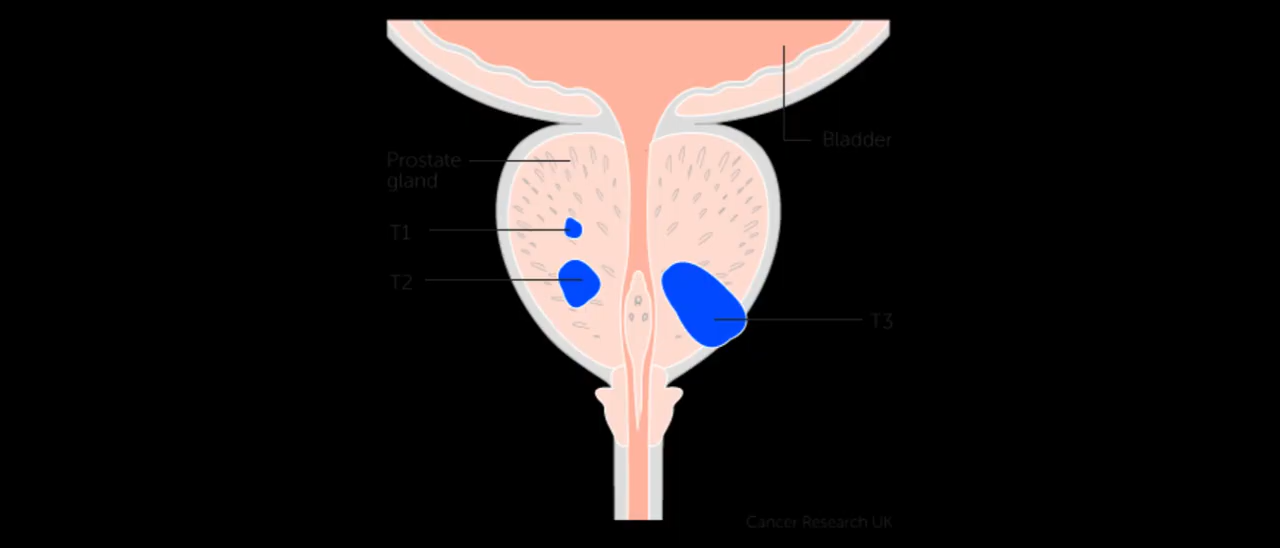 Bladder
Prostate
gland
T1
T2
T3
Cancer Research UK